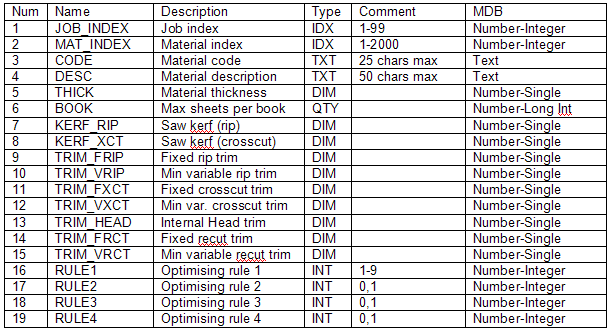 Num Name Description Type Comment MDB
1 JOB_INDEX Job index IDX 1-99 Number-Integer
2 MAT_INDEX Material index IDX 1-2000 Number-Integer
3 CODE Material code TXT 25 chars max Text
4 DESC Material description TXT 50 chars max Text
5 THICK Material thickness DIM Number-Single
6 BOOK Max sheets per book QTY Number-Long Int
7 KERF_RIP Saw kerf (rip) DIM Number-Single
8 KERF_XCT Saw kerf (crosscut) DIM Number-Single
9 TRIM_FRIP Fixed rip trim DIM Number-Single
10 TRIM_VRIP Min variable rip trim DIM Number-Single
11 TRIM_FXCT Fixed crosscut trim DIM Number-Single
12 TRIM_VXCT Min var. crosscut trim DIM Number-Single
13 TRIM_HEAD Internal Head trim DIM Number-Single
14 TRIM_FRCT Fixed recut trim DIM Number-Single
15 TRIM_VRCT Min variable recut trim DIM Number-Single
16 RULE1 Optimising rule 1 INT 1-9 Number-Integer
17 RULE2 Optimising rule 2 INT 0,1 Number-Integer
18 RULE3 Optimising rule 3 INT 0,1 Number-Integer
19 RULE4 Optimising rule 4 INT 0,1 Number-Integer